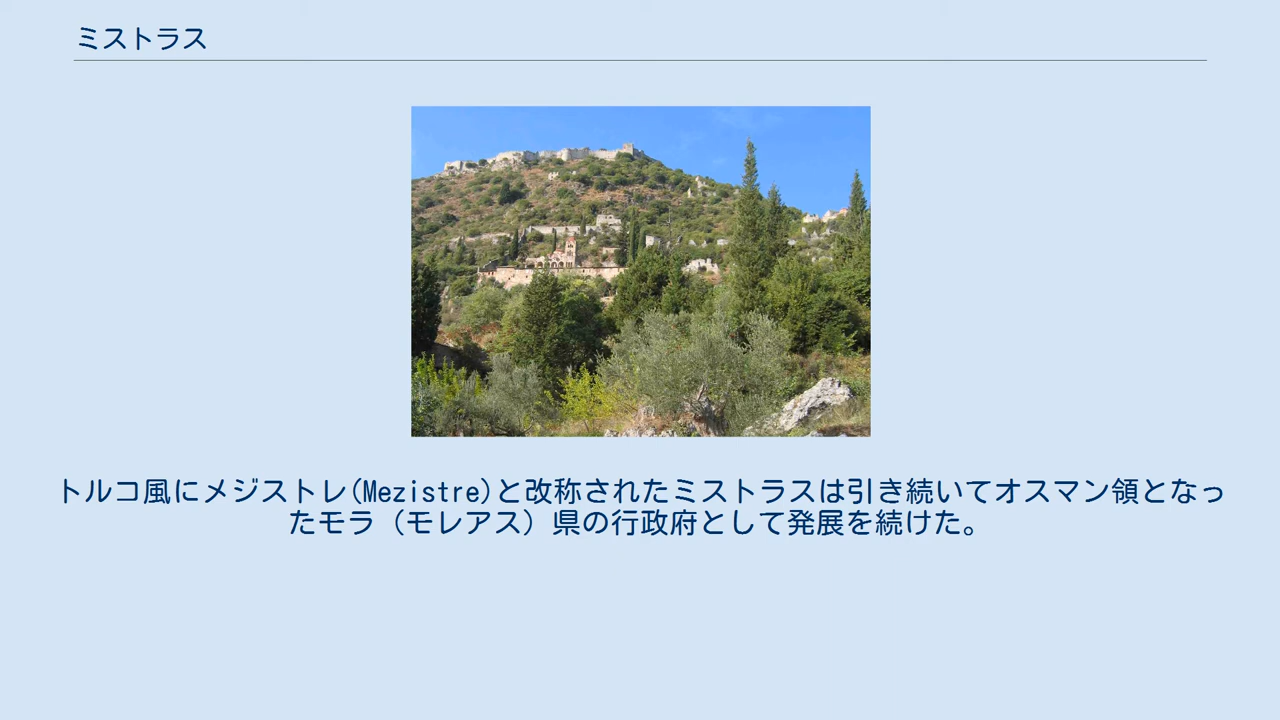 ミストラス
トルコ風にメジストレ(Mezistre)と改称されたミストラスは引き続いてオスマン領となっ
たモラ（モレアス）県の行政府として発展を続けた。